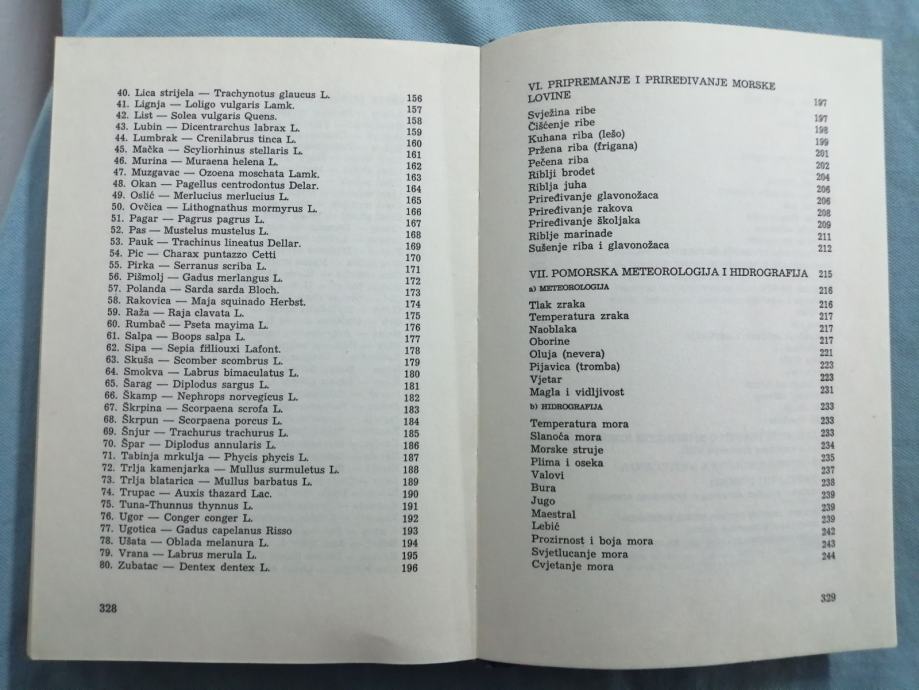 40. Lica strijela — Trachynotus glaucus L. 156
41. Lignja — Loligo vulgaris Lamk. 157
42. List — Solea vulgaris Quens. 158
43. Lubin — Dicentrarchus labrax L. 159
44. Lumbrak — Crenilabrus tinca L. 160
45. Mačka — Scyliorhinus stellaris L. 161
46. Murina — Muraena helena L. 162
47. Muzgavac — Ozoena moschata Lamk. 163
48. Okan — Pagellus centrodontus Delar. 164
49. Oslić — Merlucius merlucius L. 165
50. Ovčica — Lithognathus mormyrus L. 166
51. Pagar — Pagrus pagrus L. 167
52. Pas — Mustelus mustelus L. 168
53. Pauk — Trachinus lineatus Dellar. 169
54. Pic — Charax puntazzo Cetti 170
55. Pirka — Serranus scriba L. 171
56. Pišmolj — Gadus merlangus L. 172
57. Polanda — Sarda sarda Bloch. 173
58. Rakovica — Maja squinado Herbst. 174
59. Raža — Raja clavata L. 175
60. Rumbač — Pseta mayima L. 176
61. Salpa — Boops salpa L. 177
62. Sipa — Sepia filliouxi Lafont. 178
63. Skuša — Scomber scombrus L. 179
64. Smokva — Labrus bimaculatus L. 180
65. Šarag — Diplodus sargus L. 181
66. Škamp — Nephrops norvegicus L. 182
67. Škrpina — Scorpaena scrofa L. 183
68. Škrpun — Scorpaena porcus L. 184
69. Šnjur — Trachurus trachurus L. 185
70. Špar — Diplodus annularis L. 186
71. Tabinja mrkulja — Phycis phycis L. 187
72. Trlja kamenjarka — Mullus surmuletus L. 188
73. Trlja blatarica — Mullus barbatus L. 189
74. Trupac — Auxis thazard Lac. 190
75. Tuna-Thunnus thynnus L. 191
76. Ugor — Conger conger L. 192
77. Ugotica — Gadus capelanus Risso 193
78. Ušata — Oblada melanura L. 194
79. Vrana — Labrus merula L. 195
80. Zubatac — Dentex dentex L. 196
328
VI. PRIPREMANJE I PRIREĐIVANJE MORSKE
LOVINE 197
Svježina ribe 197
Čišćenje ribe 198
Kuhana riba (lešo) 199
Pržena riba (frigana) 201
Pečena riba 202
Riblji brodet 204
Riblja juha 206
Priređivanje glavonožaca 206
Priređivanje rakova 208
Priređivanje školjaka 209
Riblje marinade 211
Sušenje riba i glavonožaca 212
VII. POMORSKA METEOROLOGIJA I HIDROGRAFIJA 215
a) METEOROLOGIJA 216
Tlak zraka 216
Temperatura zraka 217
Naoblaka 217
Oborine 217
Oluja (nevera) 221
Pijavica (tromba) 223
Vjetar 223
Magla i vidljivost 231
b) HIDROGRAFIJA 233
Temperatura mora 233
Slanoća mora 233
Morske struje 234
Plima i oseka 235
Valovi 237
Bura 238
Jugo 239
Maestral 239
Lebić 239
Prozirnost i boja mora 242
Svjetlucanje mora 243
Cvjetanje mora 244
329